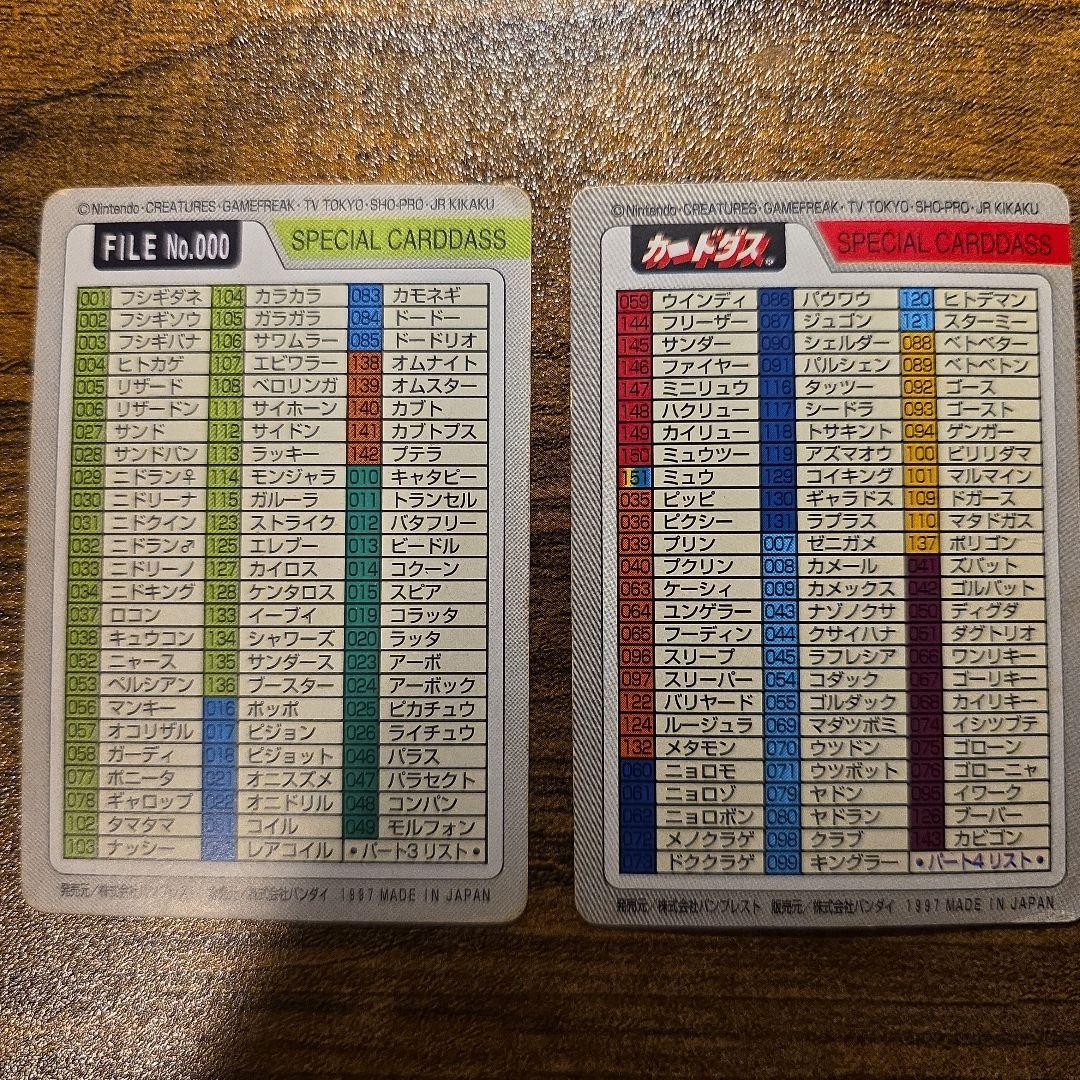 ©Nintendo・CREATURES・GAMEFREAK・TV TOKYO・SHO-PRO・JR KIKAKU
FILE No.000
SPECIAL CARDDASS
001 フシギダネ 104 カラカラ 083 カモネギ
002 フシギソウ 105 ガラガラ 084 ドードー
003 フシギバナ 106 サワムラー 085 ドードリオ
004 ヒトカゲ 107 エビワラー 138 オムナイト
005 リザード 108 ベロリンガ 139 オムスター
006 リザードン 111 サイホーン 140 カブト
027 サンド 112 サイドン 141 カブトプス
028 サンドパン 113 ラッキー 142 プテラ
029 ニドラン♀ 114 モンジャラ 010 キャタピー
030 ニドリーナ 115 ガルーラ 011 トランセル
031 ニドクイン 123 ストライク 012 バタフリー
032 ニドラン♂ 125 エレブー 013 ビードル
033 ニドリーノ 127 カイロス 014 コクーン
034 ニドキング 128 ケンタロス 015 スピアー
037 ロコン 133 イーブイ 019 コラッタ
038 キュウコン 134 シャワーズ 020 ラッタ
052 ニャース 135 サンダース 023 アーボ
053 ペルシアン 136 ブースター 024 アーボック
056 マンキー 016 ポッポ 025 ピカチュウ
057 オコリザル 017 ピジョン 026 ライチュウ
058 ガーディ 018 ピジョット 046 パラス
077 ポニータ 021 オニスズメ 047 パラセクト
078 ギャロップ 022 オニドリル 048 コンパン
102 タマタマ 081 コイル 049 モルフォン
103 ナッシー レアコイル •パート3 リスト•
発売元/株式会社バンプレスト 販売元/株式会社バンダイ 1997 MADE IN JAPAN
©Nintendo・CREATURES・GAMEFREAK・TV TOKYO・SHO-PRO・JR KIKAKU
カードダス®
SPECIAL CARDDASS
059 ウインディ 086 パウワウ 120 ヒトデマン
144 フリーザー 087 ジュゴン 121 スターミー
145 サンダー 090 シェルダー 088 ベトベター
146 ファイヤー 091 パルシェン 089 ベトベトン
147 ミニリュウ 116 タッツー 092 ゴース
148 ハクリュー 117 シードラ 093 ゴースト
149 カイリュー 118 トサキント 094 ゲンガー
150 ミュウツー 119 アズマオウ 100 ビリリダマ
151 ミュウ 129 コイキング 101 マルマイン
035 ピッピ 130 ギャラドス 109 ドガース
036 ピクシー 131 ラプラス 110 マタドガス
039 プリン 007 ゼニガメ 137 ポリゴン
040 プクリン 008 カメール 041 ズバット
063 ケーシィ 009 カメックス 042 ゴルバット
064 ユンゲラー 043 ナゾノクサ 050 ディグダ
065 フーディン 044 クサイハナ 051 ダグトリオ
096 スリープ 045 ラフレシア 066 ワンリキー
097 スリーパー 054 コダック 067 ゴーリキー
122 バリヤード 055 ゴルダック 068 カイリキー
124 ルージュラ 069 マダツボミ 074 イシツブテ
132 メタモン 070 ウツドン 075 ゴローン
060 ニョロモ 071 ウツボット 076 ゴローニャ
061 ニョロゾ 079 ヤドン 095 イワーク
062 ニョロボン 080 ヤドラン 126 ブーバー
072 メノクラゲ 098 クラブ 143 カビゴン
073 ドククラゲ 099 キングラー •パート4 リスト•
発売元/株式会社バンプレスト 販売元/株式会社バンダイ 1997 MADE IN JAPAN